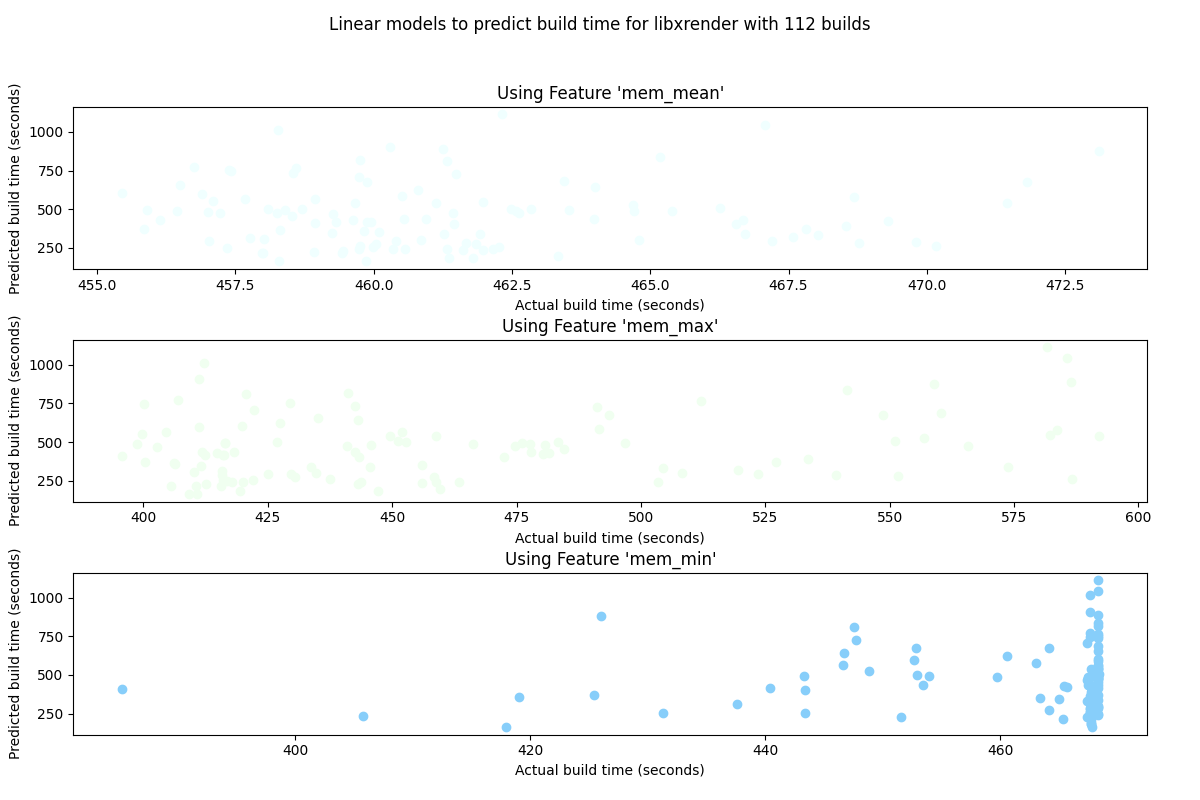 Linear models to predict build time for libxrender with 112 builds
Using Feature 'mem_mean'
Predicted build time (seconds)
1000
750
500
250
455.0 457.5 460.0 462.5 465.0 467.5 470.0 472.5
Actual build time (seconds)
Using Feature 'mem_max'
Predicted build time (seconds)
1000
750
500
250
400 425 450 475 500 525 550 575 600
Actual build time (seconds)
Using Feature 'mem_min'
Predicted build time (seconds)
1000
750
500
250
400 420 440 460
Actual build time (seconds)